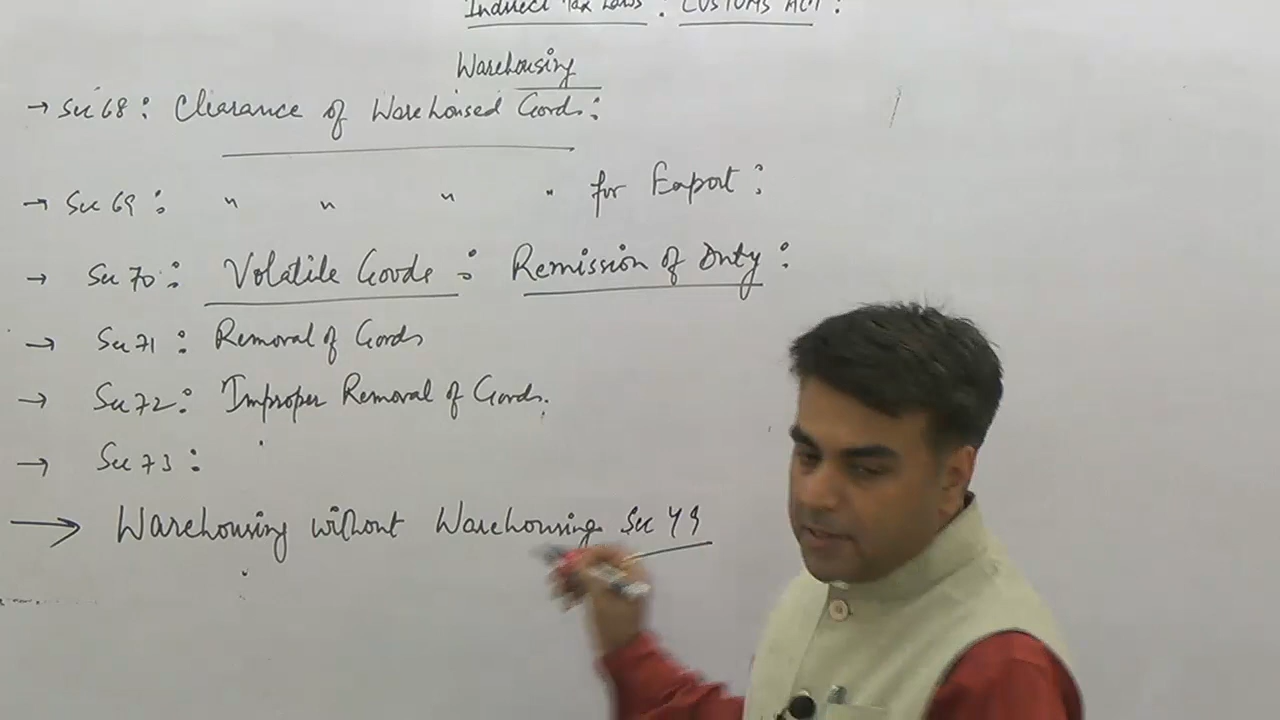 Indirect Tax Laws : CUSTOMS ACT :
Warehousing
→ Sec 68 : Clearance of Warehoused Goods :
→ Sec 69 : " " " " for Export :
→ Sec 70 : Volatile Goods : Remission of Duty :
→ Sec 71 : Removal of Goods
→ Sec 72 : Improper Removal of Goods.
→ Sec 73 :
→ Warehousing without Warehousing Sec 49